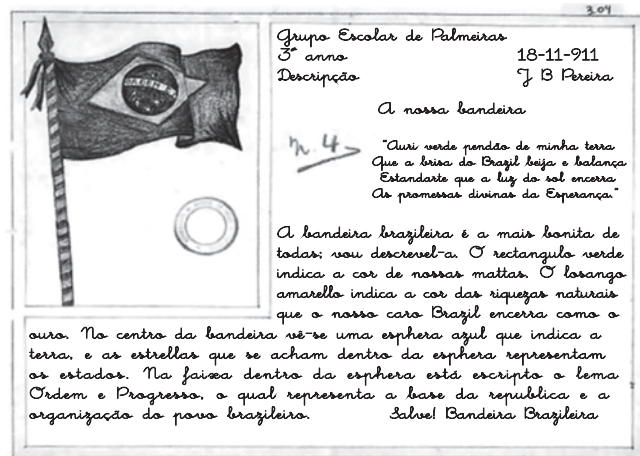 3.04
Grupo Escolar de Palmeiras
3º anno 18-11-911
Descripção J B Pereira
A nossa bandeira
n. 4
"Auri verde pendão de minha terra
Que a brisa do Brazil beija e balança
Estandarte que a luz do sol encerra
As promessas divinas da Esperança."
A bandeira brazileira é a mais bonita de
todas; vou descrevel-a. O rectangulo verde
indica a cor de nossas mattas. O losango
amarello indica a cor das riquezas naturais
que o nosso caro Brazil encerra como o
ouro. No centro da bandeira vê-se uma esphera azul que indica a
terra, e as estrellas que se acham dentro da esphera representam
os estados. Na faixa dentro da esphera está escripto o lema
Ordem e Progresso, o qual representa a base da republica e a
organização do povo brazileiro. Salve! Bandeira Brazileira